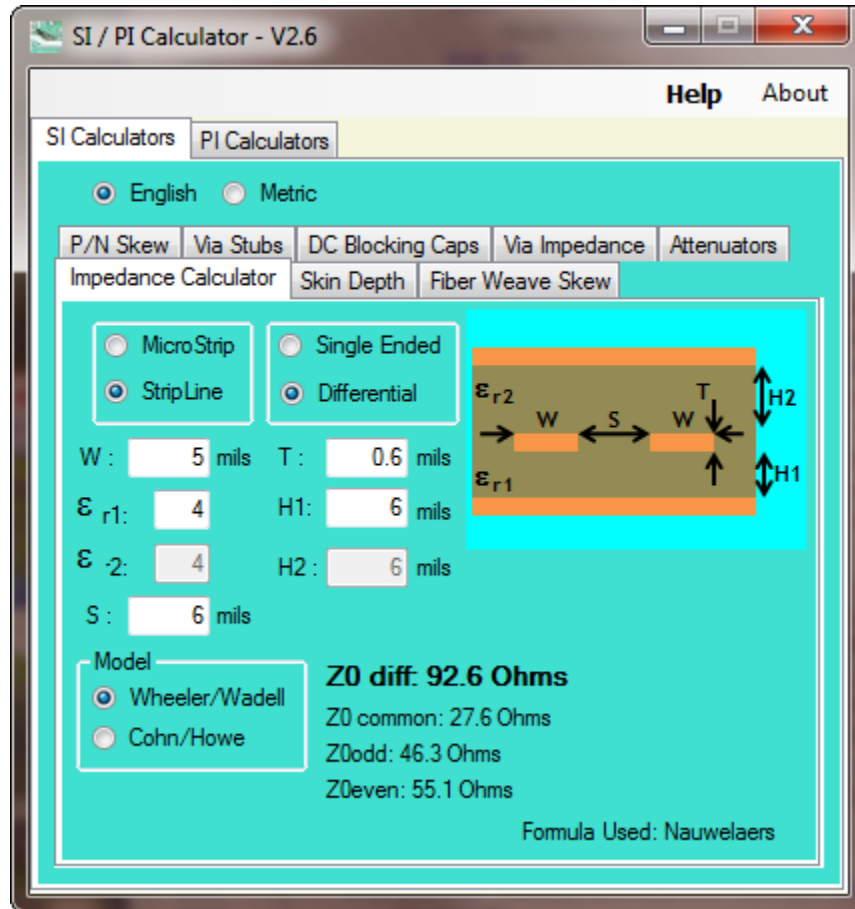 SI / PI Calculator - V2.6
Help About
SI Calculators PI Calculators
English Metric
P/N Skew Via Stubs DC Blocking Caps Via Impedance Attenuators
Impedance Calculator Skin Depth Fiber Weave Skew
MicroStrip Single Ended
StripLine Differential
εr2 W S W T H2
εr1 H1
W : 5 mils T : 0.6 mils
ε r1: 4 H1: 6 mils
ε -2: 4 H2 : 6 mils
S : 6 mils
Model
Wheeler/Wadell
Cohn/Howe
Z0 diff: 92.6 Ohms
Z0 common: 27.6 Ohms
Z0odd: 46.3 Ohms
Z0even: 55.1 Ohms
Formula Used: Nauwelaers